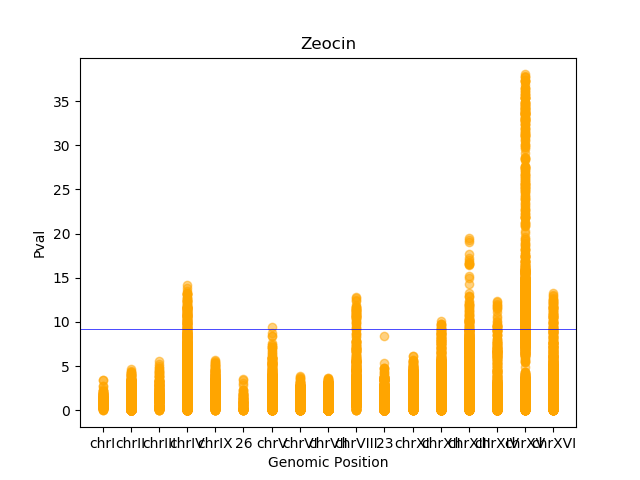 Zeocin
35
30
25
20
15
10
5
0
Pval
chrI chrII chrIII chrIV chrIX 26 chrV chrVI chrVII chrVIII 23 chrXI chrXII chrXIII chrXIV chrXV chrXVI
Genomic Position